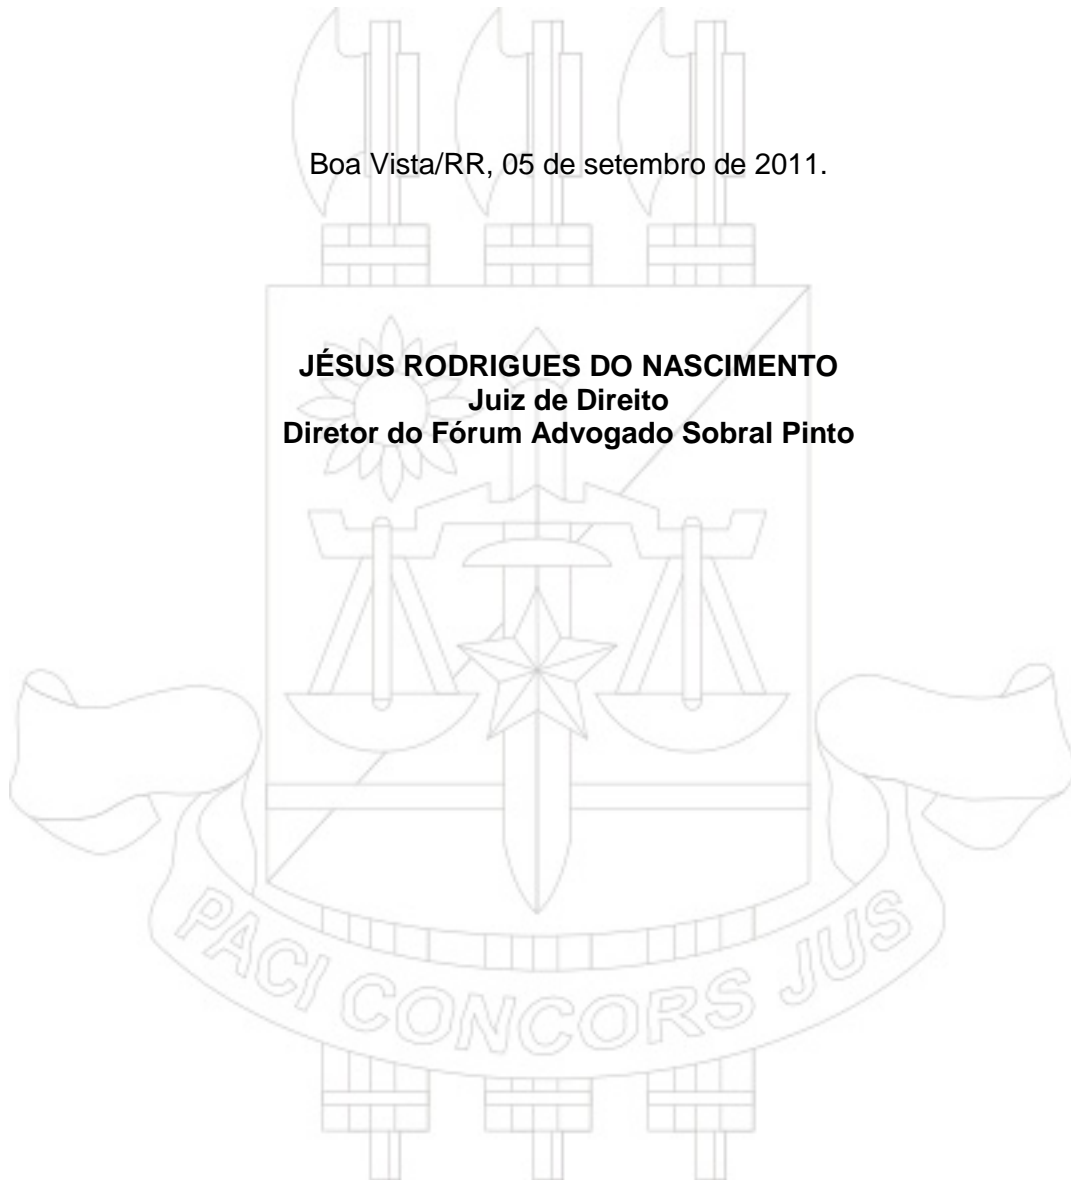 Boa Vista/RR, 05 de setembro de 2011.
JÉSUS RODRIGUES DO NASCIMENTO
Juiz de Direito
Diretor do Fórum Advogado Sobral Pinto
PACI CONCORS JUS